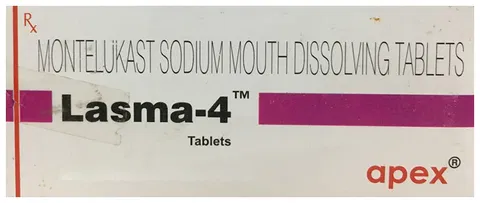 Rx
MONTELUKAST SODIUM MOUTH DISSOLVING TABLETS
Lasma-4™
Tablets
apex®